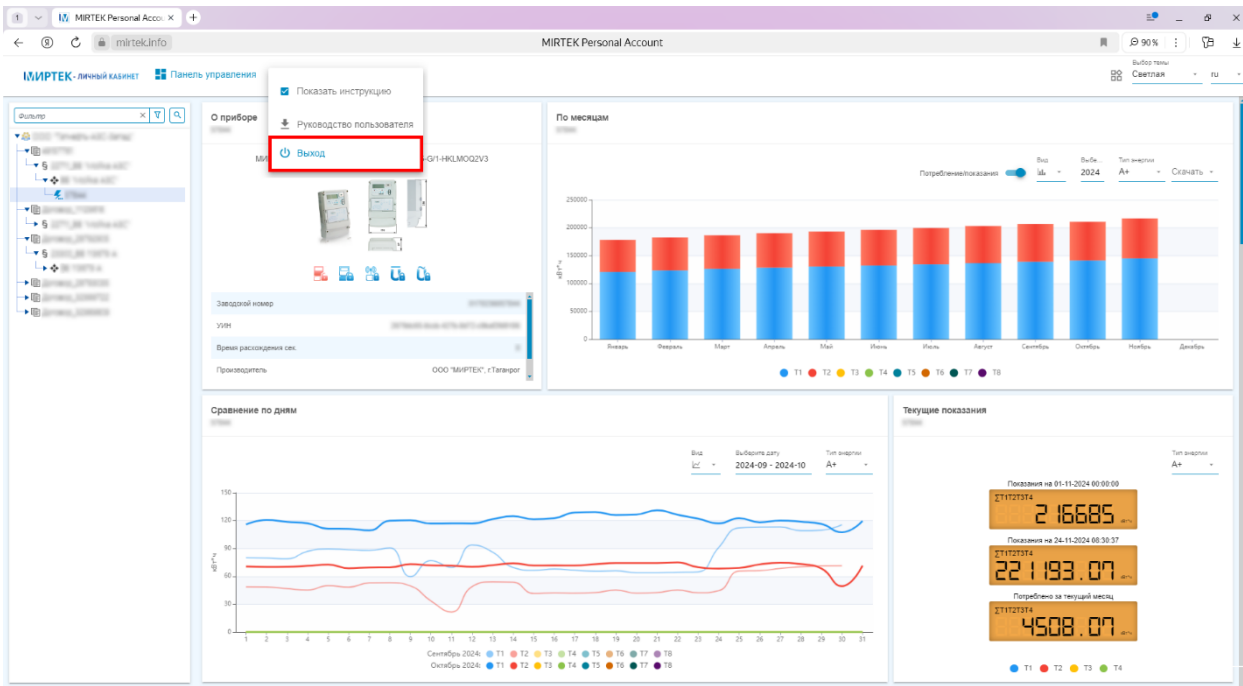 1
MIRTEK Personal Accou
mirtek.info
MIRTEK Personal Account
90 %
МИРТЕК - ЛИЧНЫЙ КАБИНЕТ
Панель управления
Показать инструкцию
Руководство пользователя
Выход
Выбор темы
Светлая
ru
Фильтр
О приборе
-G/1-HKLMOQ2V3
Заводской номер
УИН
Время расхождения сек.
Производитель
ООО "МИРТЕК", г.Таганрог
По месяцам
Потребление/показания
Вид
Выбе...
2024
Тип энергии
A+
Скачать
250000
200000
150000
100000
50000
0
кВт*ч
Январь Февраль Март Апрель Май Июнь Июль Август Сентябрь Октябрь Ноябрь Декабрь
T1 T2 T3 T4 T5 T6 T7 T8
Сравнение по дням
Вид
Выберите дату
2024-09 - 2024-10
Тип энергии
A+
150
120
90
60
30
0
кВт*ч
1 2 3 4 5 6 7 8 9 10 11 12 13 14 15 16 17 18 19 20 21 22 23 24 25 26 27 28 29 30 31
Сентябрь 2024: T1 T2 T3 T4 T5 T6 T7 T8
Октябрь 2024: T1 T2 T3 T4 T5 T6 T7 T8
Текущие показания
Тип энергии
A+
Показания на 01-11-2024 00:00:00
ΣT1T2T3T4
216685
Показания на 24-11-2024 08:30:37
ΣT1T2T3T4
221193.07
Потреблено за текущий месяц
ΣT1T2T3T4
4508.07
T1 T2 T3 T4